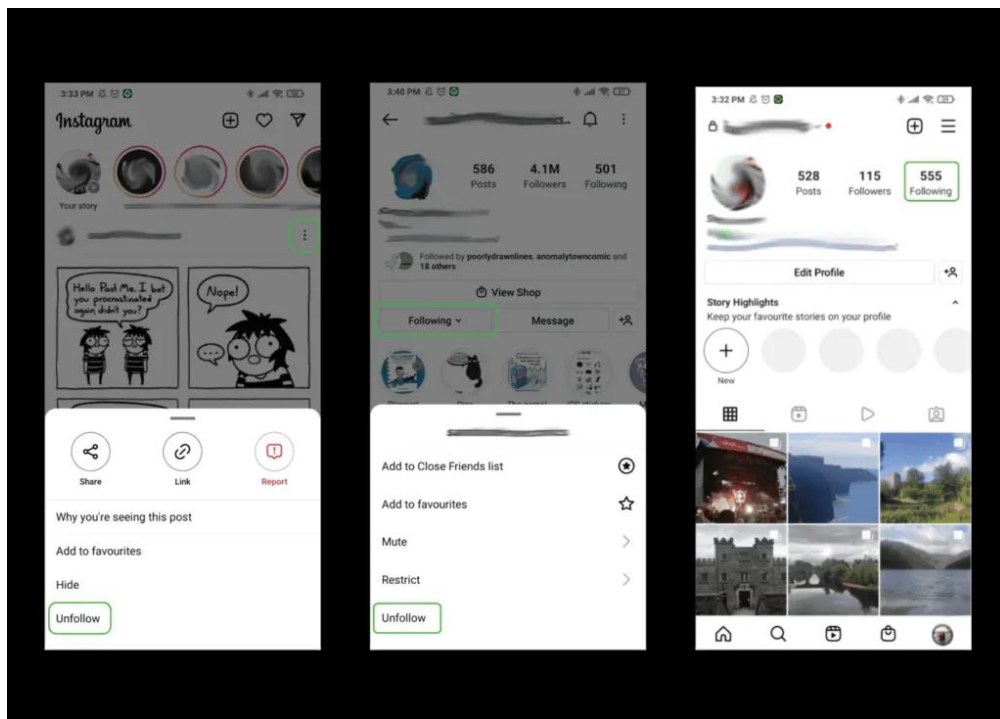 3:33 PM
Instagram
Your story
Hello Past Me. I bet
you procrastinated
again didn't you?
Nope!
Share
Link
Report
Why you're seeing this post
Add to favourites
Hide
Unfollow
3:40 PM
586
Posts
4.1M
Followers
501
Following
Followed by poorlydrawnlines, anomalytowncomic and
18 others
View Shop
Following
Message
Add to Close Friends list
Add to favourites
Mute
Restrict
Unfollow
3:32 PM
528
Posts
115
Followers
555
Following
Edit Profile
Story Highlights
Keep your favourite stories on your profile
New